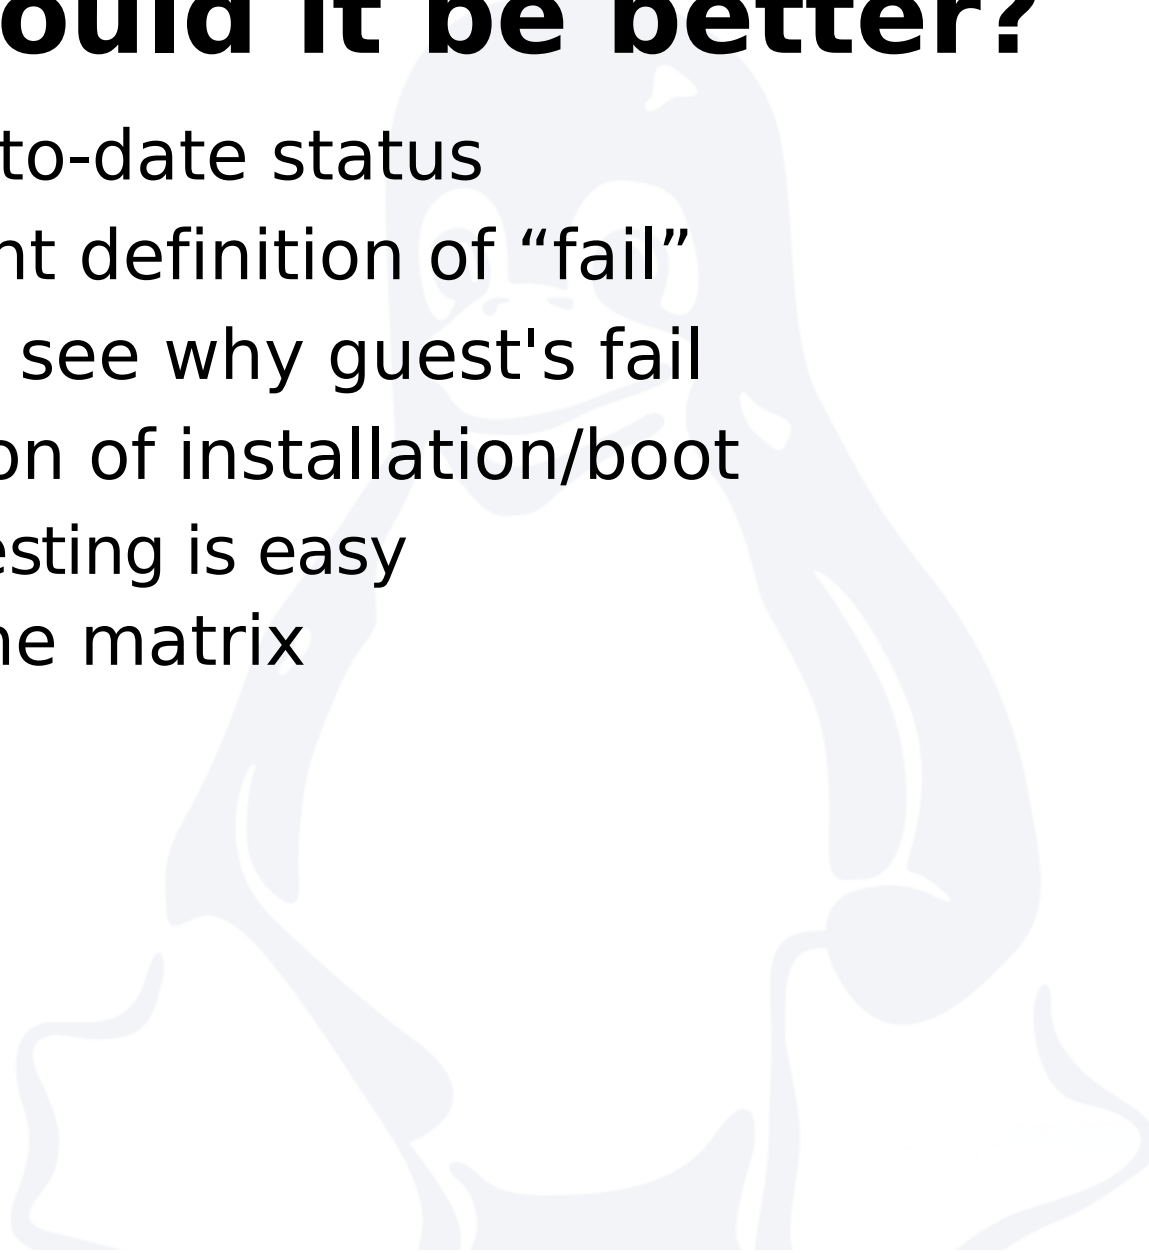 ould it be better?
to-date status
nt definition of “fail”
see why guest's fail
on of installation/boot
esting is easy
he matrix